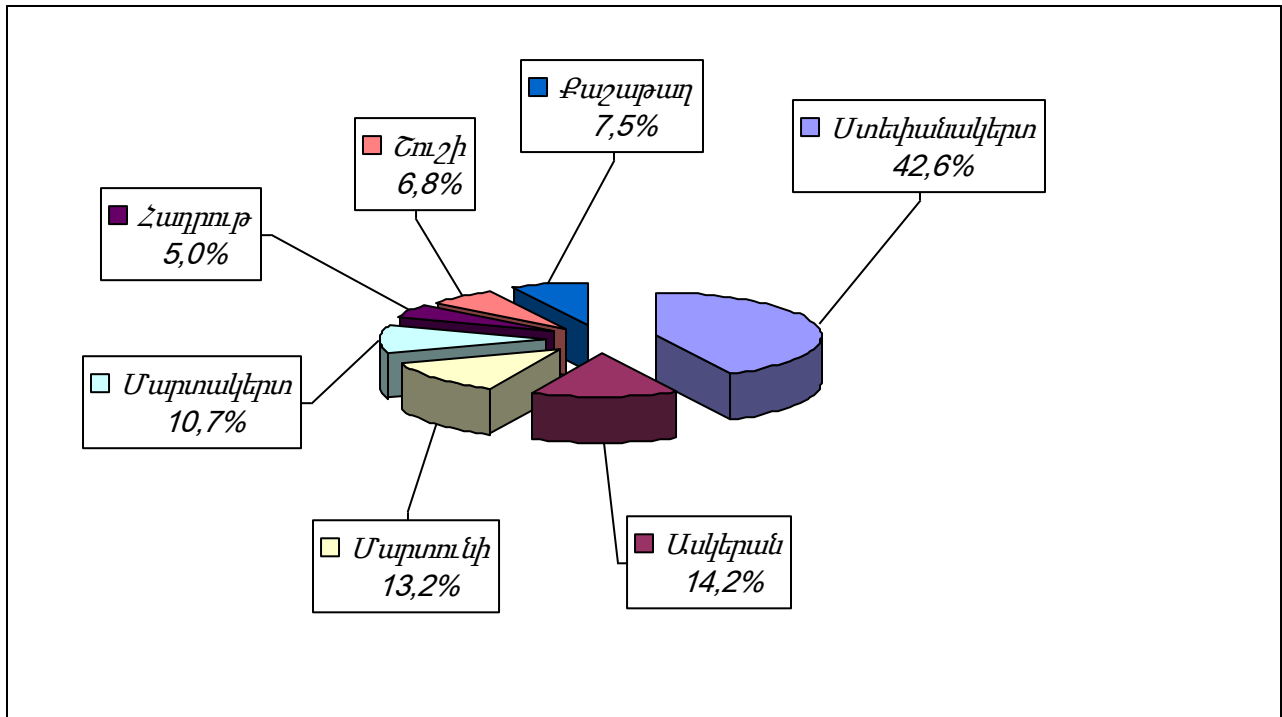 Քաշաթաղ
7,5%
Ստեփանակերտ
42,6%
Շուշի
6,8%
Հադրութ
5,0%
Մարտակերտ
10,7%
Մարտունի
13,2%
Ասկերան
14,2%